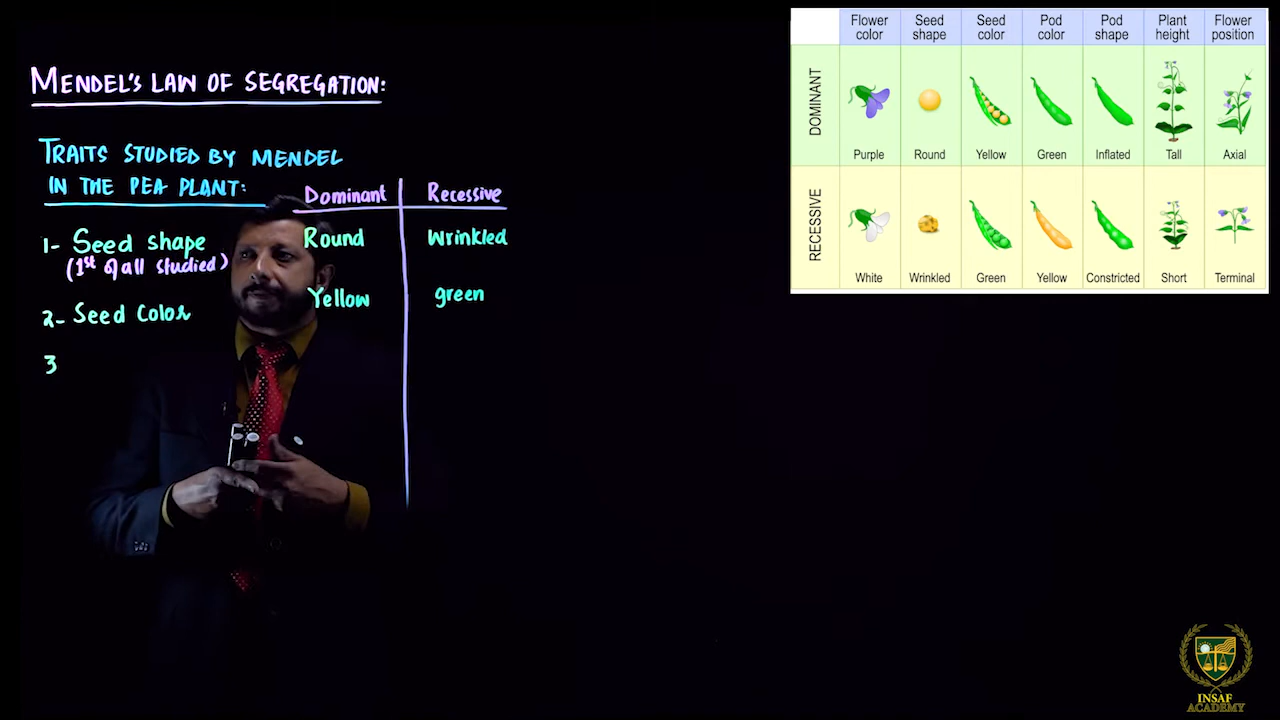 MENDEL'S LAW OF SEGREGATION:
TRAITS STUDIED BY MENDEL
IN THE PEA PLANT:
Dominant Recessive
1- Seed shape Round Wrinkled
(1st of all studied)
2- Seed Color Yellow green
3
Flower color Seed shape Seed color Pod color Pod shape Plant height Flower position
DOMINANT
Purple Round Yellow Green Inflated Tall Axial
RECESSIVE
White Wrinkled Green Yellow Constricted Short Terminal
INSAF
ACADEMY